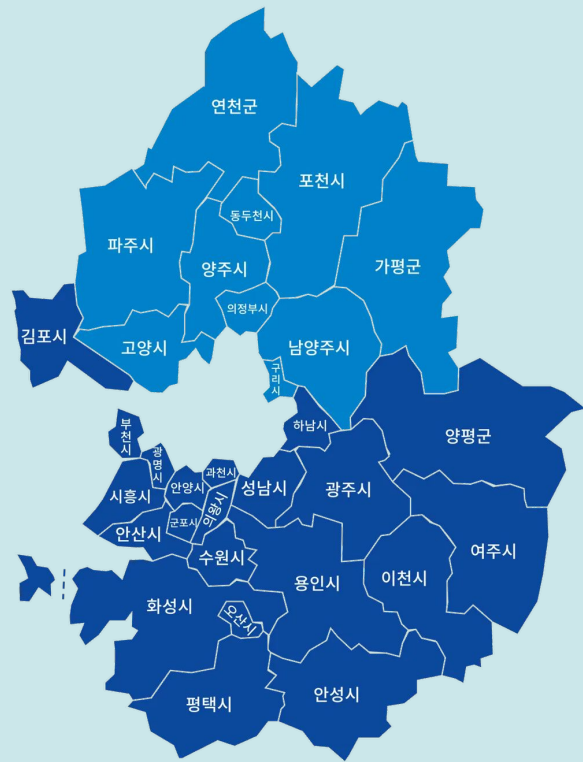 연천군
포천시
동두천시
파주시
양주시
가평군
의정부시
김포시
고양시
남양주시
구리시
하남시
부천시
양평군
광명시
과천시
시흥시
안양시
의왕시
성남시
광주시
군포시
안산시
수원시
여주시
용인시
이천시
화성시
오산시
평택시
안성시